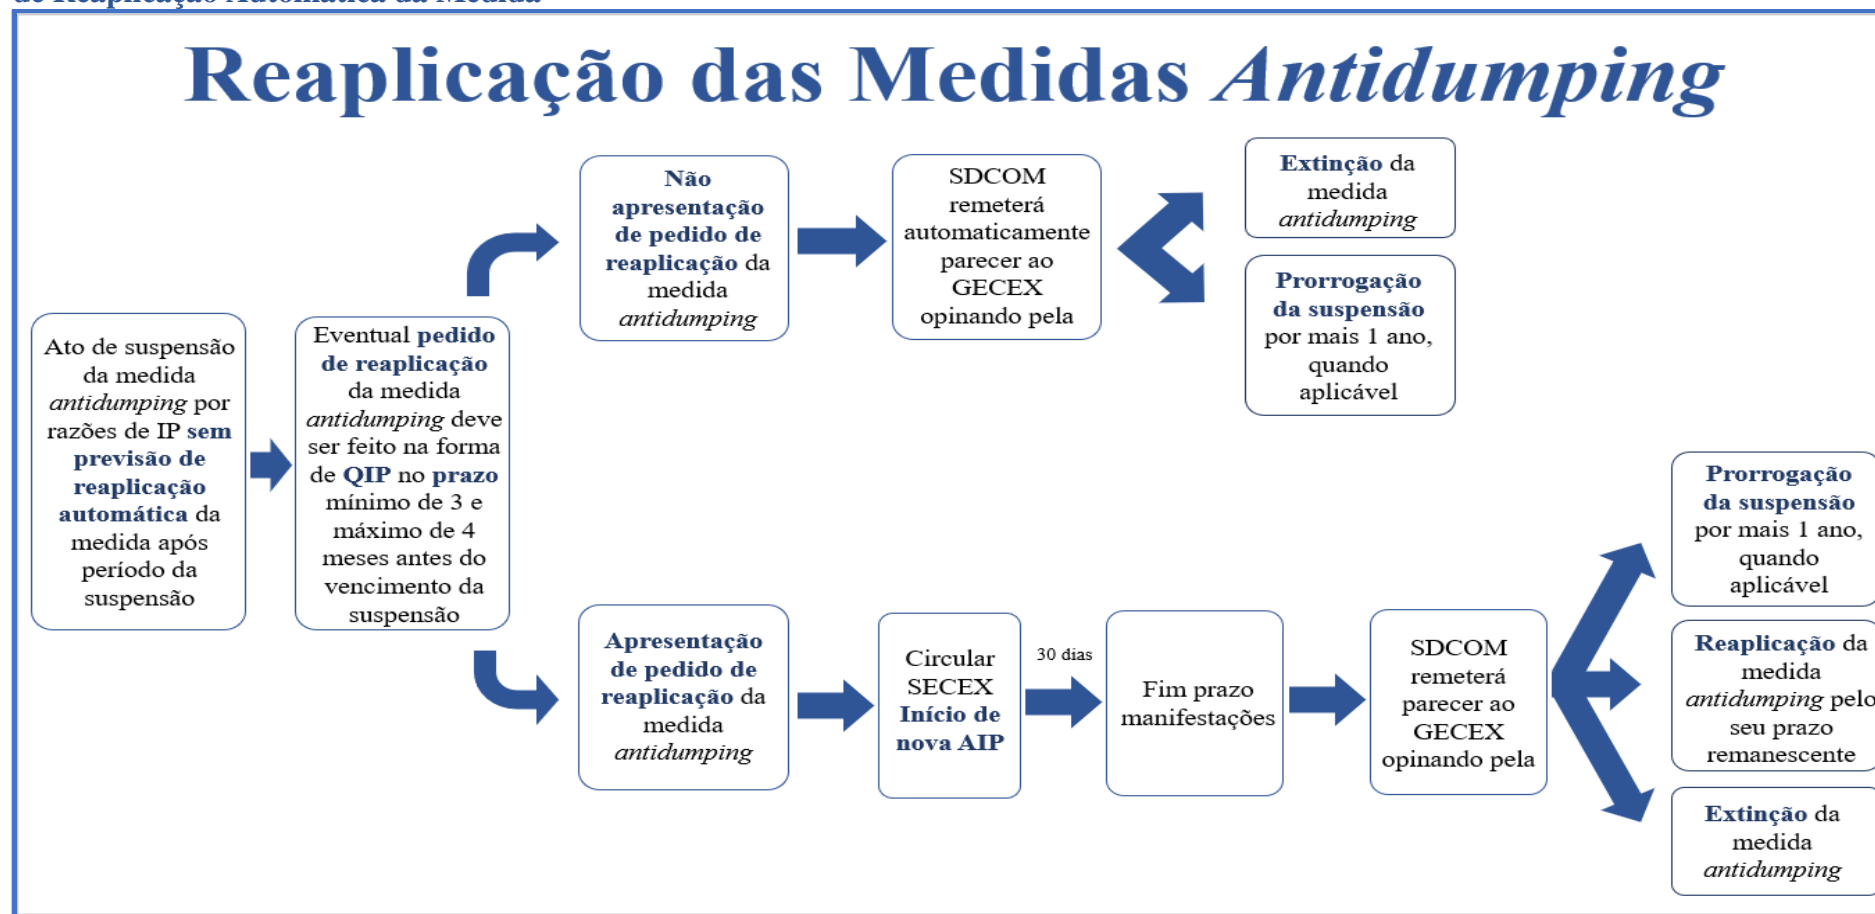 de Reaplicação Automática da Medida
Reaplicação das Medidas Antidumping
Ato de suspensão
da medida
antidumping por
razões de IP sem
previsão de
reaplicação
automática da
medida após
período da
suspensão
Eventual pedido
de reaplicação
da medida
antidumping deve
ser feito na forma
de QIP no prazo
mínimo de 3 e
máximo de 4
meses antes do
vencimento da
suspensão
Não
apresentação
de pedido de
reaplicação da
medida
antidumping
SDCOM
remeterá
automaticamente
parecer ao
GECEX
opinando pela
Extinção da
medida
antidumping
Prorrogação
da suspensão
por mais 1 ano,
quando
aplicável
Apresentação
de pedido de
reaplicação da
medida
antidumping
Circular
SECEX
Início de
nova AIP
30 dias
Fim prazo
manifestações
SDCOM
remeterá
parecer ao
GECEX
opinando pela
Prorrogação
da suspensão
por mais 1 ano,
quando
aplicável
Reaplicação da
medida
antidumping pelo
seu prazo
remanescente
Extinção da
medida
antidumping